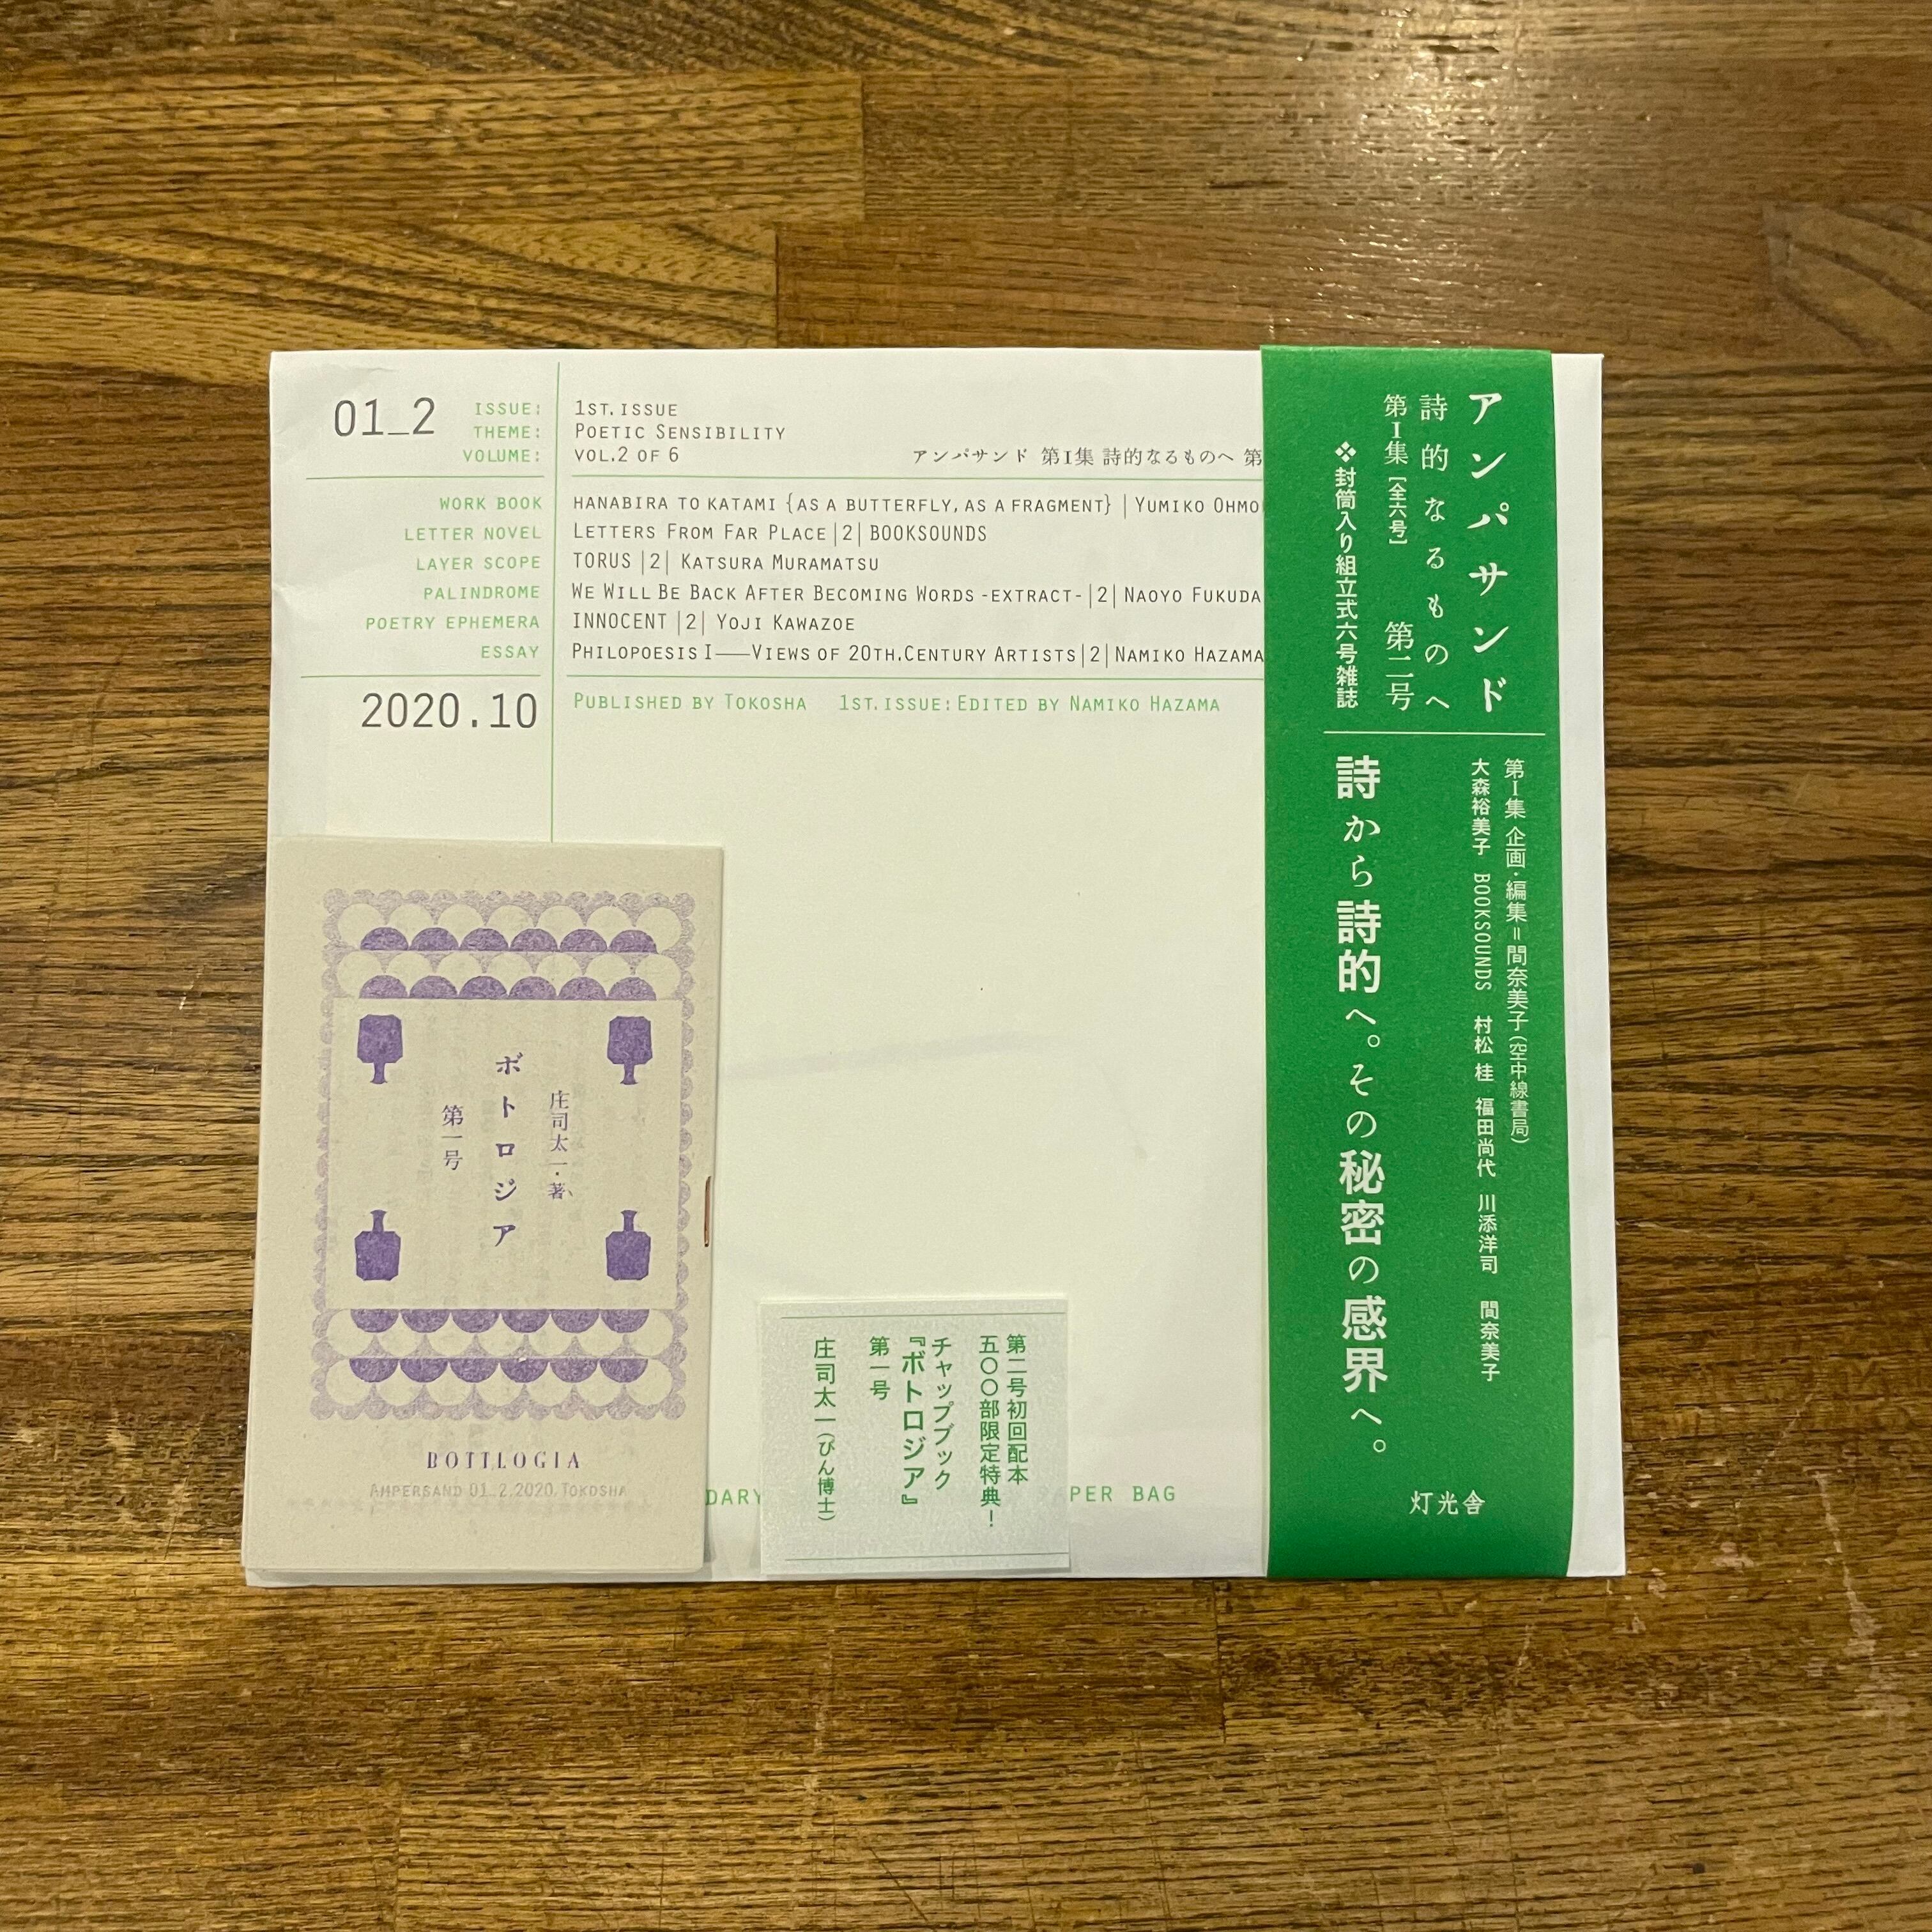 01_2
ISSUE: 1ST. ISSUE
THEME: POETIC SENSIBILITY
VOLUME: VOL.2 OF 6
アンパサンド 第I集 詩的なるものへ 第
WORK BOOK HANABIRA TO KATAMI {AS A BUTTERFLY, AS A FRAGMENT} | YUMIKO OHMO
LETTER NOVEL LETTERS FROM FAR PLACE |2| BOOKSOUNDS
LAYER SCOPE TORUS |2| KATSURA MURAMATSU
PALINDROME WE WILL BE BACK AFTER BECOMING WORDS -EXTRACT- |2| NAOYO FUKUDA
POETRY EPHEMERA INNOCENT |2| YOJI KAWAZOE
ESSAY PHILOPOESIS I——VIEWS OF 20TH.CENTURY ARTISTS |2| NAMIKO HAZAMA
2020.10
PUBLISHED BY TOKOSHA 1ST. ISSUE: EDITED BY NAMIKO HAZAMA
アンパサンド
詩的なるものへ
第I集[全六号] 第二号
❖封筒入り組立式六号雑誌
第I集 企画・編集=間奈美子(空中線書局)
大森裕美子 BOOKSOUNDS 村松 桂 福田尚代 川添洋司 間奈美子
詩から詩的へ。その秘密の感界へ。
灯光舎
庄司太一・著
ボトロジア
第一号
BOTTLOGIA
AMPERSAND 01_2.2020.TOKOSHA
第二号初回配本
五〇〇部限定特典!
チャップブック
『ボトロジア』
第一号
庄司太一(びん博士)
DARY
PER BAG